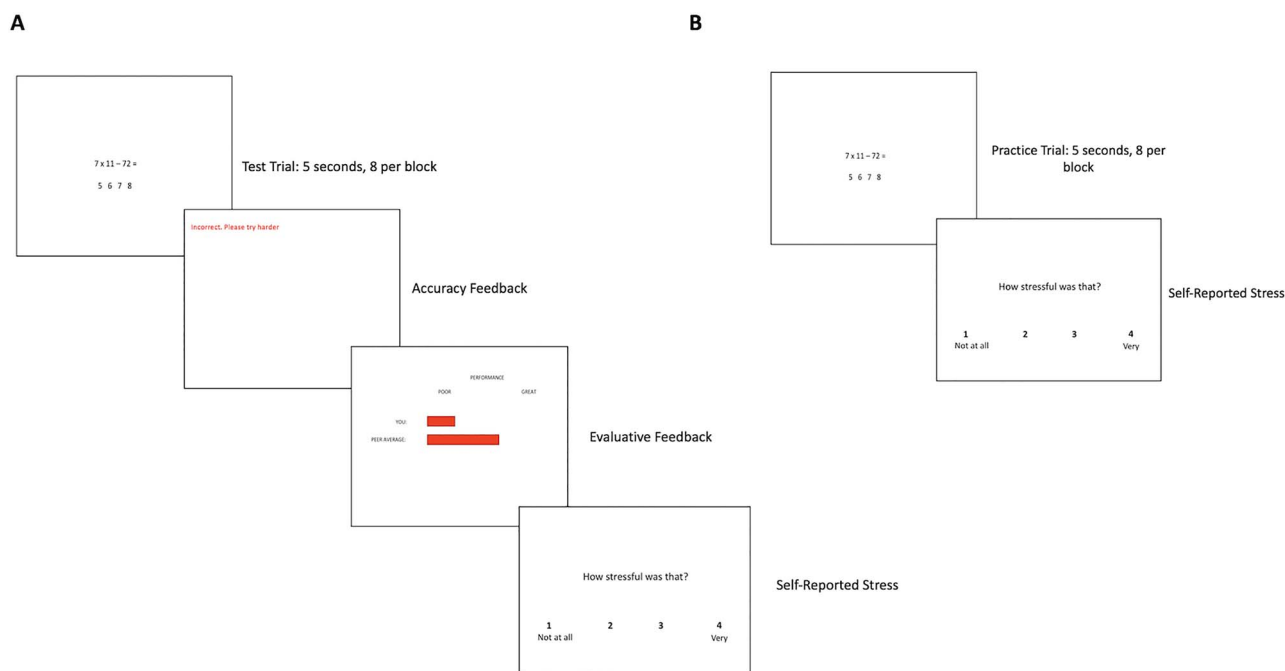 A
7 x 11 – 72 =
5 6 7 8
Test Trial: 5 seconds, 8 per block
Incorrect. Please try harder
Accuracy Feedback
PERFORMANCE
POOR GREAT
YOU:
PEER AVERAGE:
Evaluative Feedback
How stressful was that?
1 2 3 4
Not at all Very
Self-Reported Stress
B
7 x 11 – 72 =
5 6 7 8
Practice Trial: 5 seconds, 8 per
block
How stressful was that?
1 2 3 4
Not at all Very
Self-Reported Stress